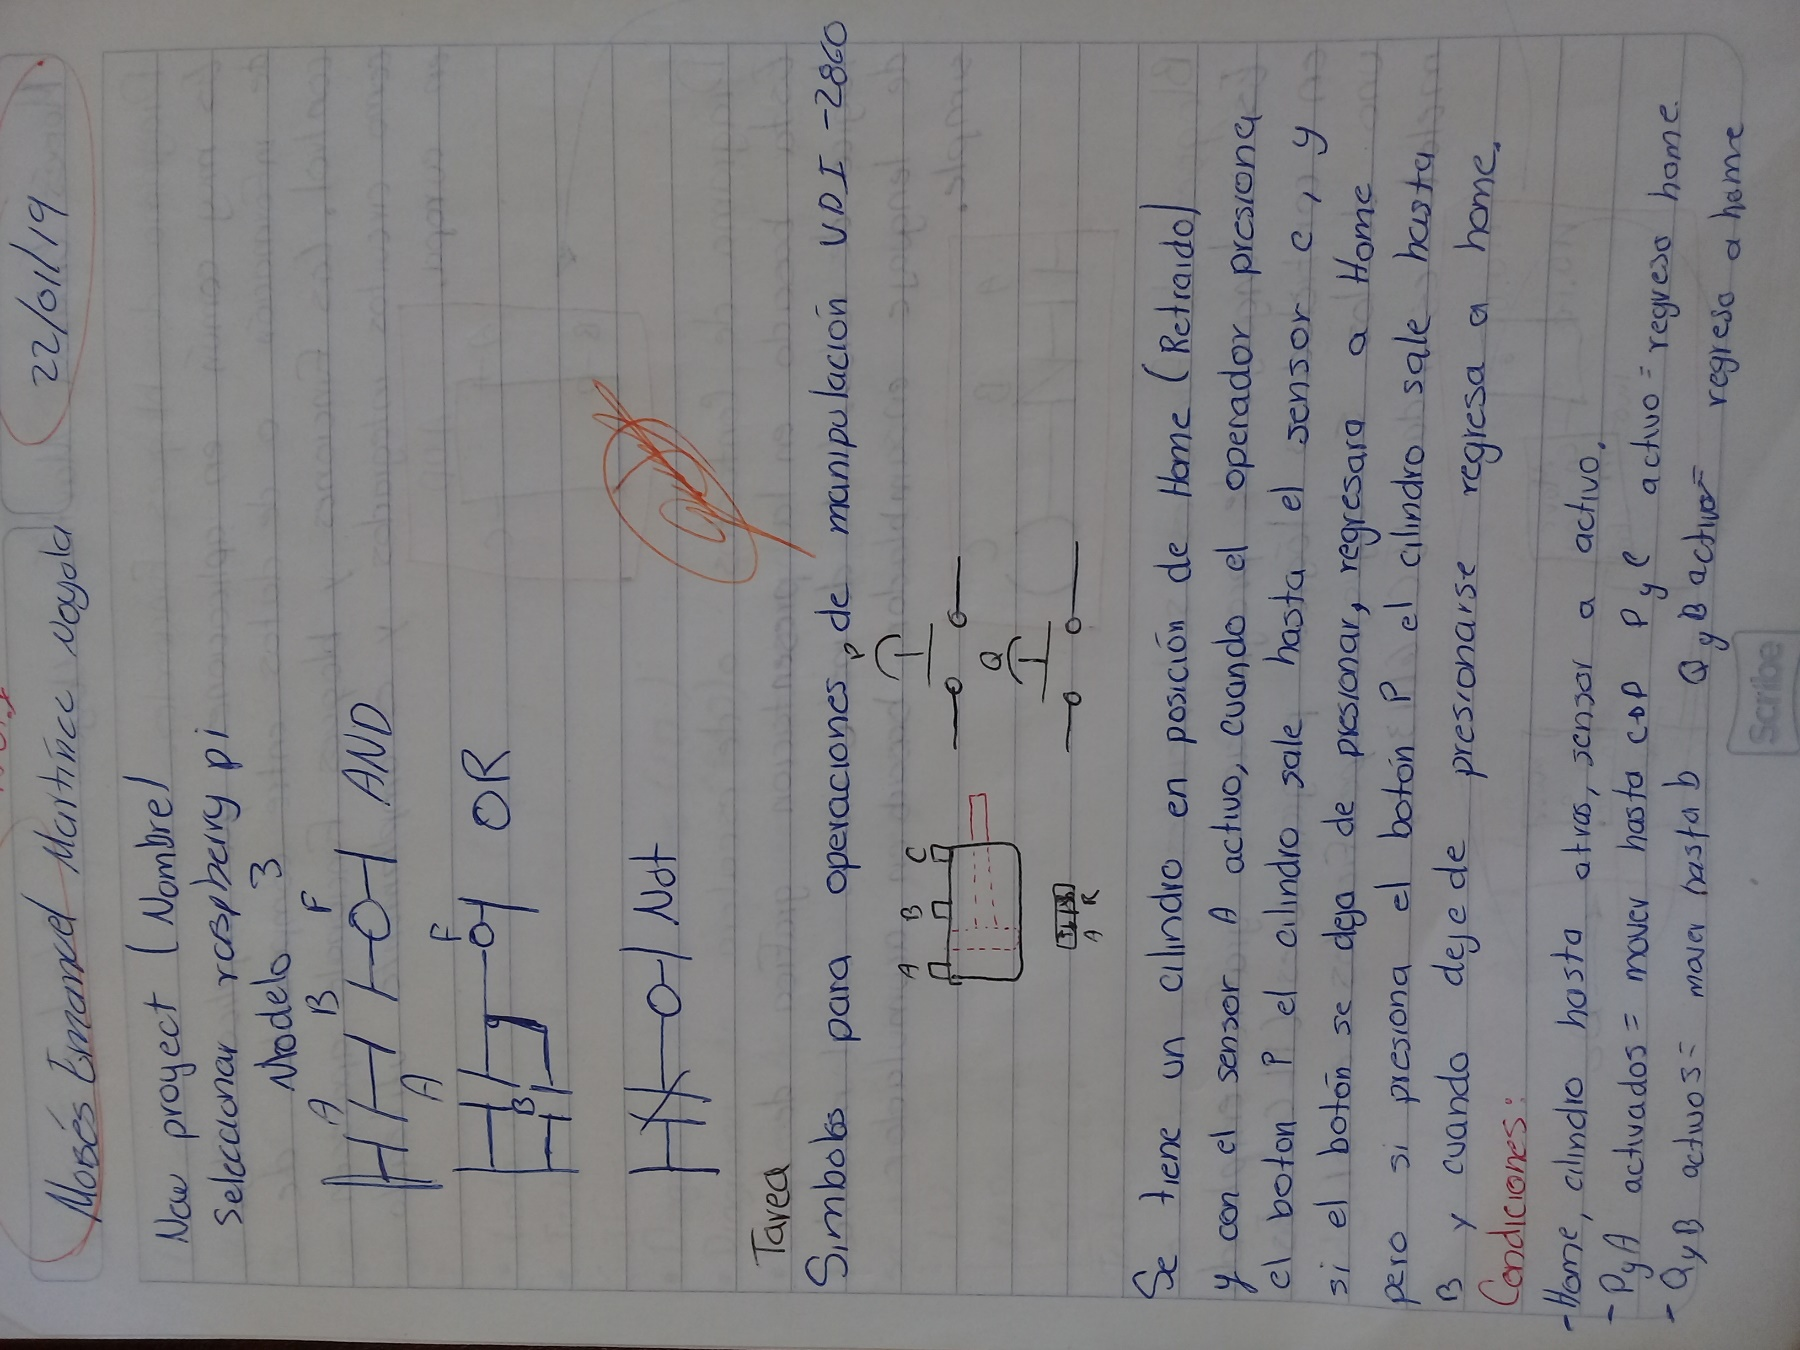 Moisés Emanuel Martínez Noyola
22/01/19
New proyect (Nombre)
Seleccionar raspberry pi
Modelo 3
A B F
AND
A F
B
OR
Not
Tarea
Símbolos para operaciones de manipulación VDI-2860
A B C
P
Q
A R
Se tiene un cilindro en posición de Home (Retraido)
y con el sensor A activo, cuando el operador presiona
el boton P el cilindro sale hasta el sensor C, y
si el botón se deja de presionar, regresara a Home
pero si presiona el botón P el cilindro sale hasta
B y cuando deje de presionarse regresa a home.
Condiciones:
- Home, cilindro hasta atras, sensor a activo.
- P y A activados = mover hasta c P y C activo = regreso home
- Q y B activos = mover hasta b Q y B activo = regreso a home
Scribe